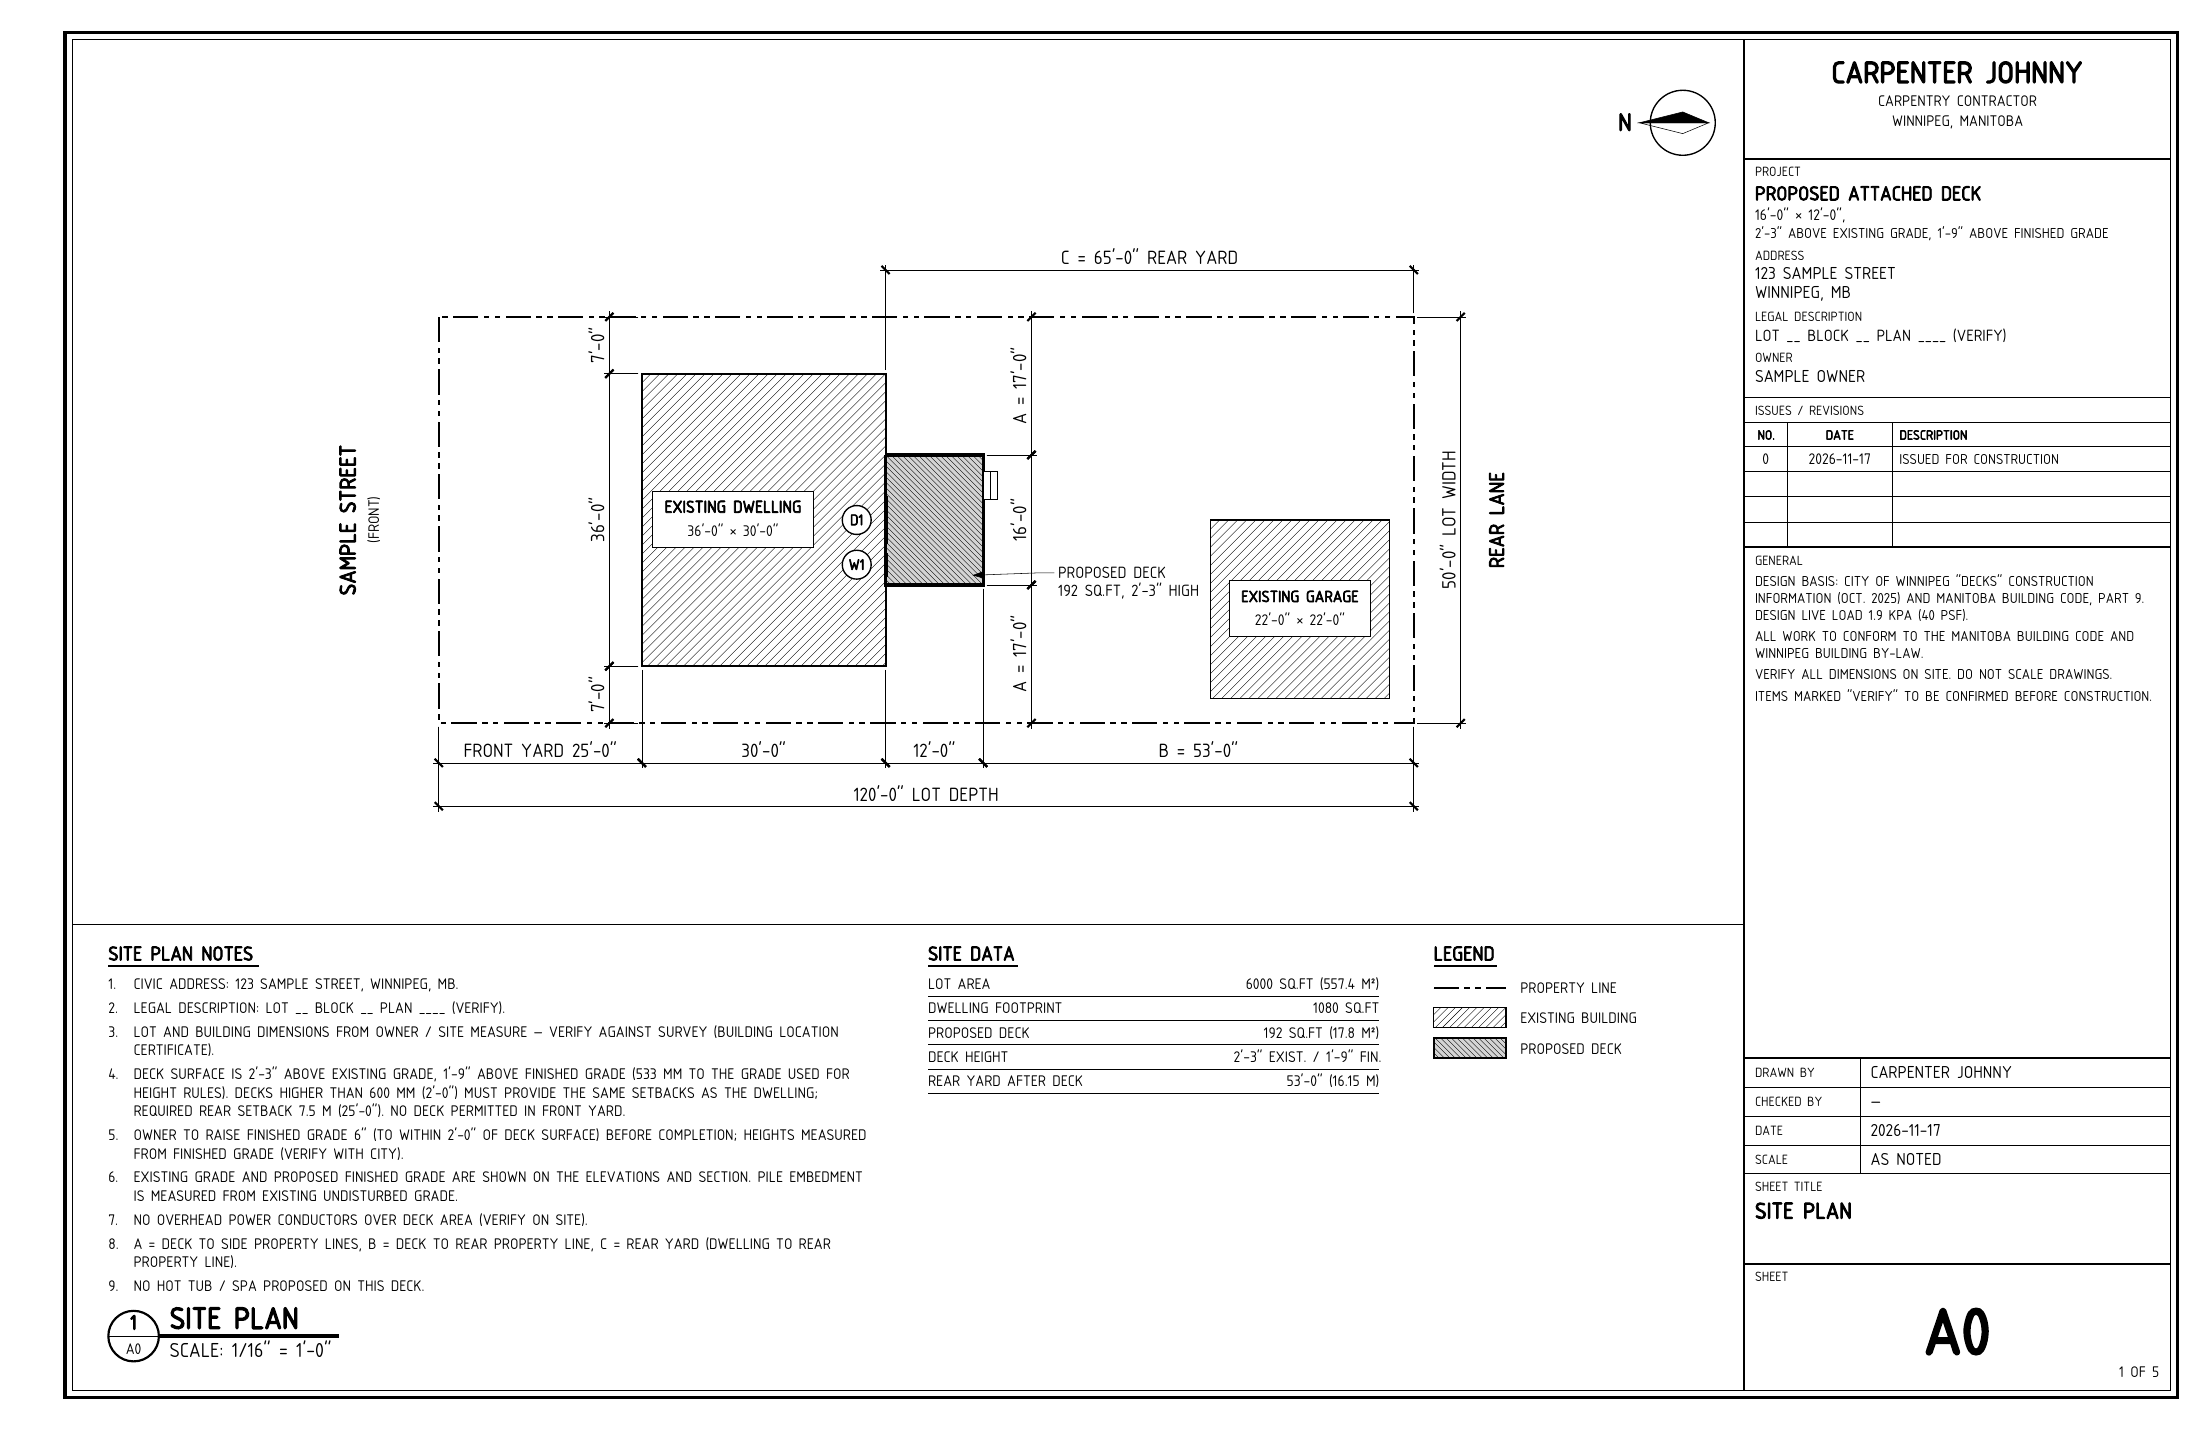 N
C = 65'-0" REAR YARD
7'-0"
A = 17'-0"
SAMPLE STREET
(FRONT)
36'-0"
EXISTING DWELLING
36'-0" × 30'-0"
D1
W1
16'-0"
PROPOSED DECK
192 SQ.FT, 2'-3" HIGH
EXISTING GARAGE
22'-0" × 22'-0"
50'-0" LOT WIDTH
REAR LANE
7'-0"
A = 17'-0"
FRONT YARD 25'-0"
30'-0"
12'-0"
B = 53'-0"
120'-0" LOT DEPTH
SITE PLAN NOTES
1. CIVIC ADDRESS: 123 SAMPLE STREET, WINNIPEG, MB.
2. LEGAL DESCRIPTION: LOT __ BLOCK __ PLAN ____ (VERIFY).
3. LOT AND BUILDING DIMENSIONS FROM OWNER / SITE MEASURE – VERIFY AGAINST SURVEY (BUILDING LOCATION
CERTIFICATE).
4. DECK SURFACE IS 2'-3" ABOVE EXISTING GRADE, 1'-9" ABOVE FINISHED GRADE (533 MM TO THE GRADE USED FOR
HEIGHT RULES). DECKS HIGHER THAN 600 MM (2'-0") MUST PROVIDE THE SAME SETBACKS AS THE DWELLING;
REQUIRED REAR SETBACK 7.5 M (25'-0"). NO DECK PERMITTED IN FRONT YARD.
5. OWNER TO RAISE FINISHED GRADE 6" (TO WITHIN 2'-0" OF DECK SURFACE) BEFORE COMPLETION; HEIGHTS MEASURED
FROM FINISHED GRADE (VERIFY WITH CITY).
6. EXISTING GRADE AND PROPOSED FINISHED GRADE ARE SHOWN ON THE ELEVATIONS AND SECTION. PILE EMBEDMENT
IS MEASURED FROM EXISTING UNDISTURBED GRADE.
7. NO OVERHEAD POWER CONDUCTORS OVER DECK AREA (VERIFY ON SITE).
8. A = DECK TO SIDE PROPERTY LINES, B = DECK TO REAR PROPERTY LINE, C = REAR YARD (DWELLING TO REAR
PROPERTY LINE).
9. NO HOT TUB / SPA PROPOSED ON THIS DECK.
1
A0
SITE PLAN
SCALE: 1/16" = 1'-0"
SITE DATA
LOT AREA 6000 SQ.FT (557.4 M²)
DWELLING FOOTPRINT 1080 SQ.FT
PROPOSED DECK 192 SQ.FT (17.8 M²)
DECK HEIGHT 2'-3" EXIST. / 1'-9" FIN.
REAR YARD AFTER DECK 53'-0" (16.15 M)
LEGEND
PROPERTY LINE
EXISTING BUILDING
PROPOSED DECK
CARPENTER JOHNNY
CARPENTRY CONTRACTOR
WINNIPEG, MANITOBA
PROJECT
PROPOSED ATTACHED DECK
16'-0" × 12'-0",
2'-3" ABOVE EXISTING GRADE, 1'-9" ABOVE FINISHED GRADE
ADDRESS
123 SAMPLE STREET
WINNIPEG, MB
LEGAL DESCRIPTION
LOT __ BLOCK __ PLAN ____ (VERIFY)
OWNER
SAMPLE OWNER
ISSUES / REVISIONS
NO. DATE DESCRIPTION
0 2026-11-17 ISSUED FOR CONSTRUCTION
GENERAL
DESIGN BASIS: CITY OF WINNIPEG "DECKS" CONSTRUCTION
INFORMATION (OCT. 2025) AND MANITOBA BUILDING CODE, PART 9.
DESIGN LIVE LOAD 1.9 KPA (40 PSF).
ALL WORK TO CONFORM TO THE MANITOBA BUILDING CODE AND
WINNIPEG BUILDING BY-LAW.
VERIFY ALL DIMENSIONS ON SITE. DO NOT SCALE DRAWINGS.
ITEMS MARKED "VERIFY" TO BE CONFIRMED BEFORE CONSTRUCTION.
DRAWN BY CARPENTER JOHNNY
CHECKED BY –
DATE 2026-11-17
SCALE AS NOTED
SHEET TITLE
SITE PLAN
SHEET
A0
1 OF 5